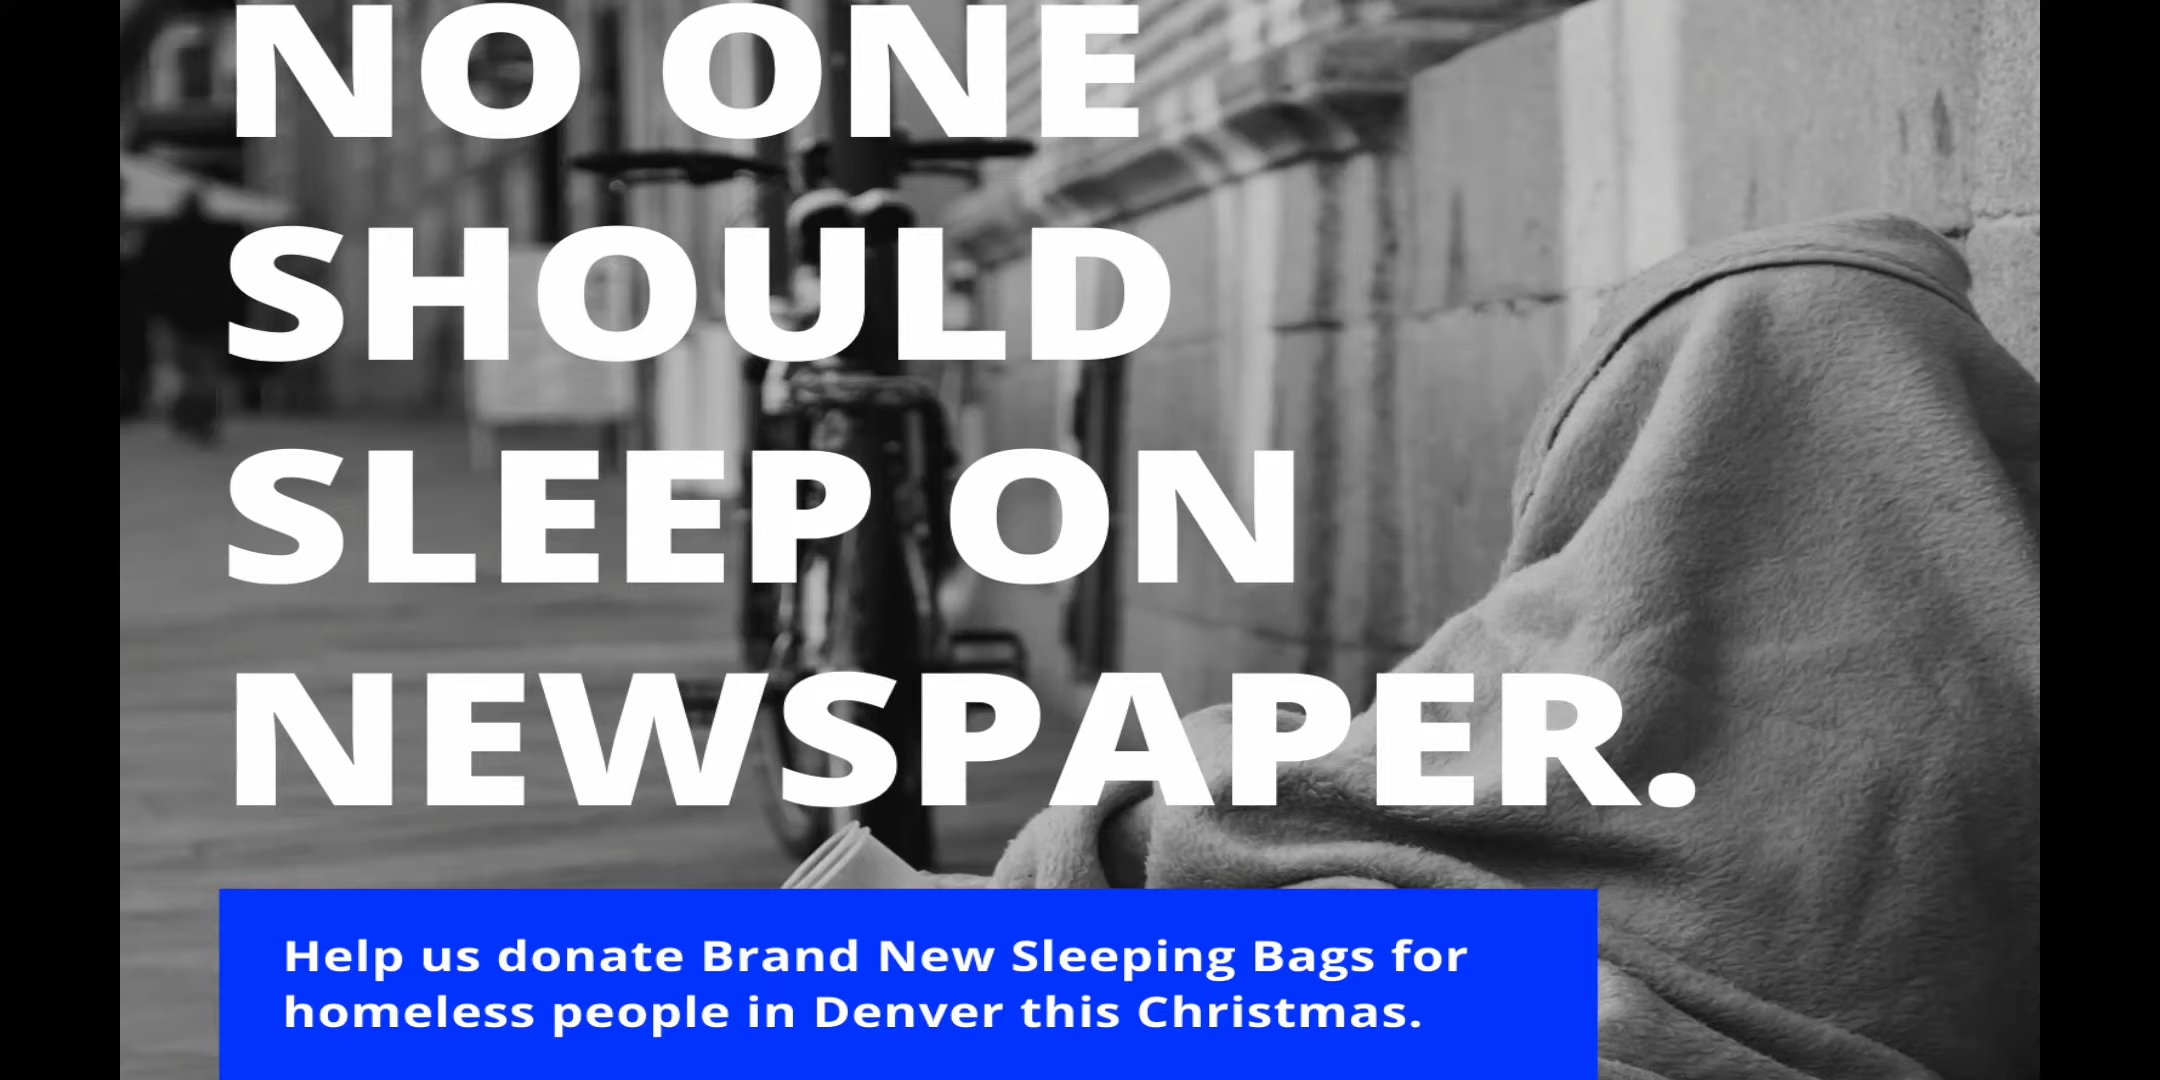 NO ONE
SHOULD
SLEEP ON
NEWSPAPER.
Help us donate Brand New Sleeping Bags for
homeless people in Denver this Christmas.